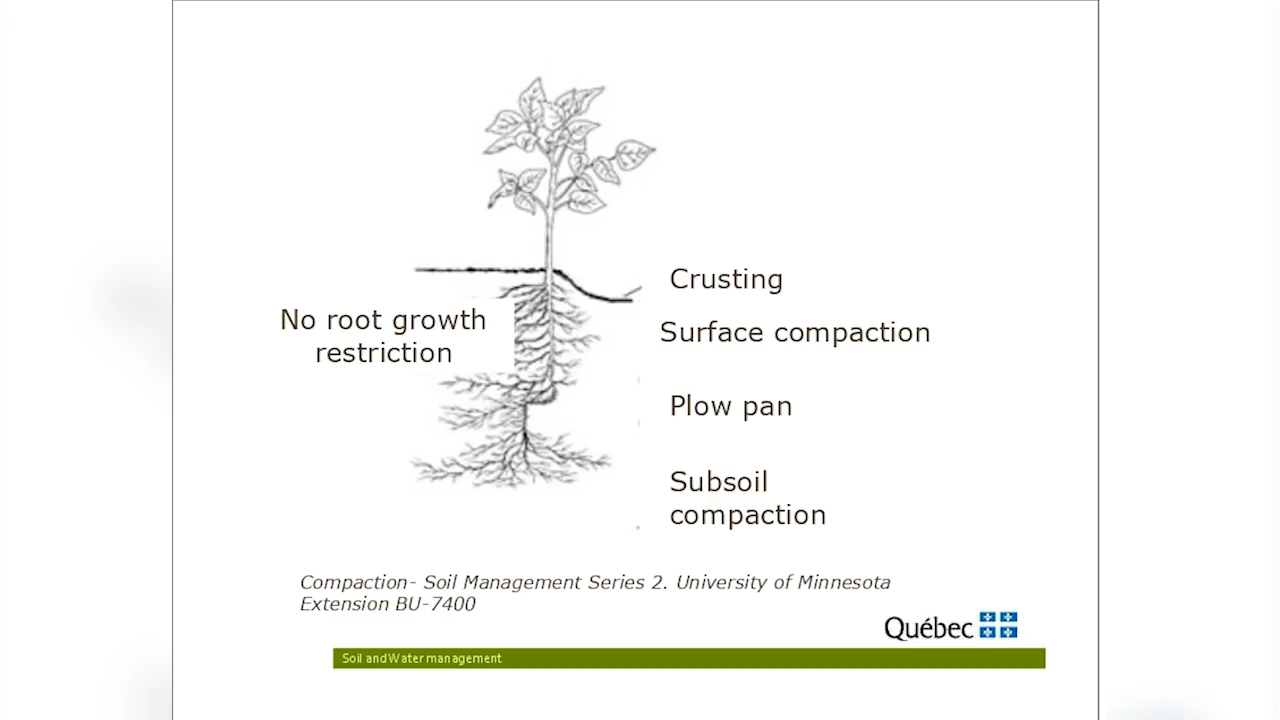 Crusting
No root growth
restriction
Surface compaction
Plow pan
Subsoil
compaction
Compaction- Soil Management Series 2. University of Minnesota
Extension BU-7400
Québec
Soil and Water management